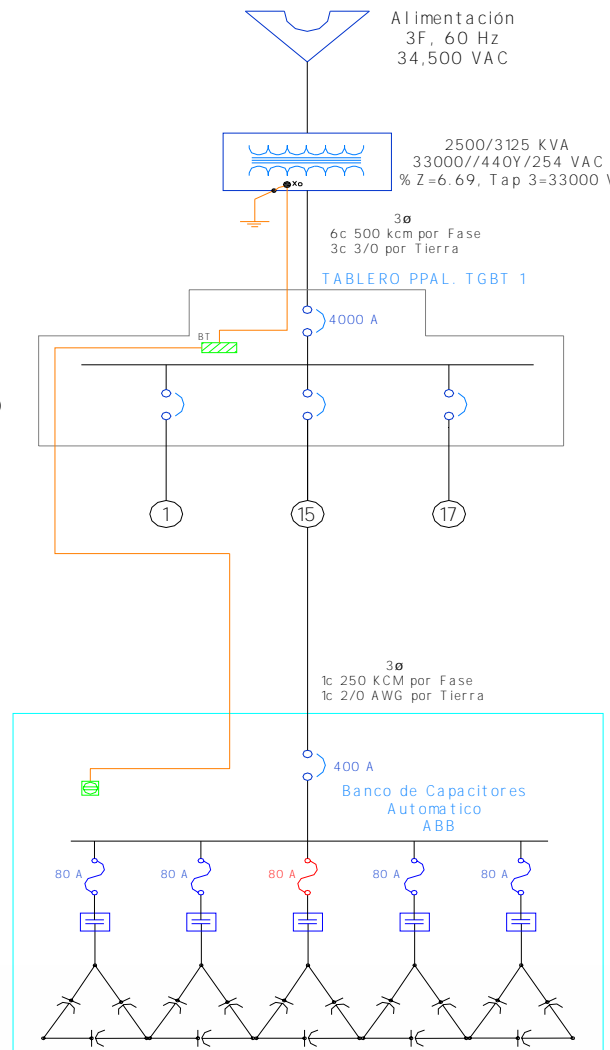 Alimentación
3F, 60 Hz
34,500 VAC
2500/3125 KVA
33000//440Y/254 VAC
% Z=6.69, Tap 3=33000 V
Xo
3ø
6c 500 kcm por Fase
3c 3/0 por Tierra
TABLERO PPAL. TGBT 1
4000 A
BT
1
15
17
3ø
1c 250 KCM por Fase
1c 2/0 AWG por Tierra
400 A
Banco de Capacitores
Automatico
ABB
80 A
80 A
80 A
80 A
80 A